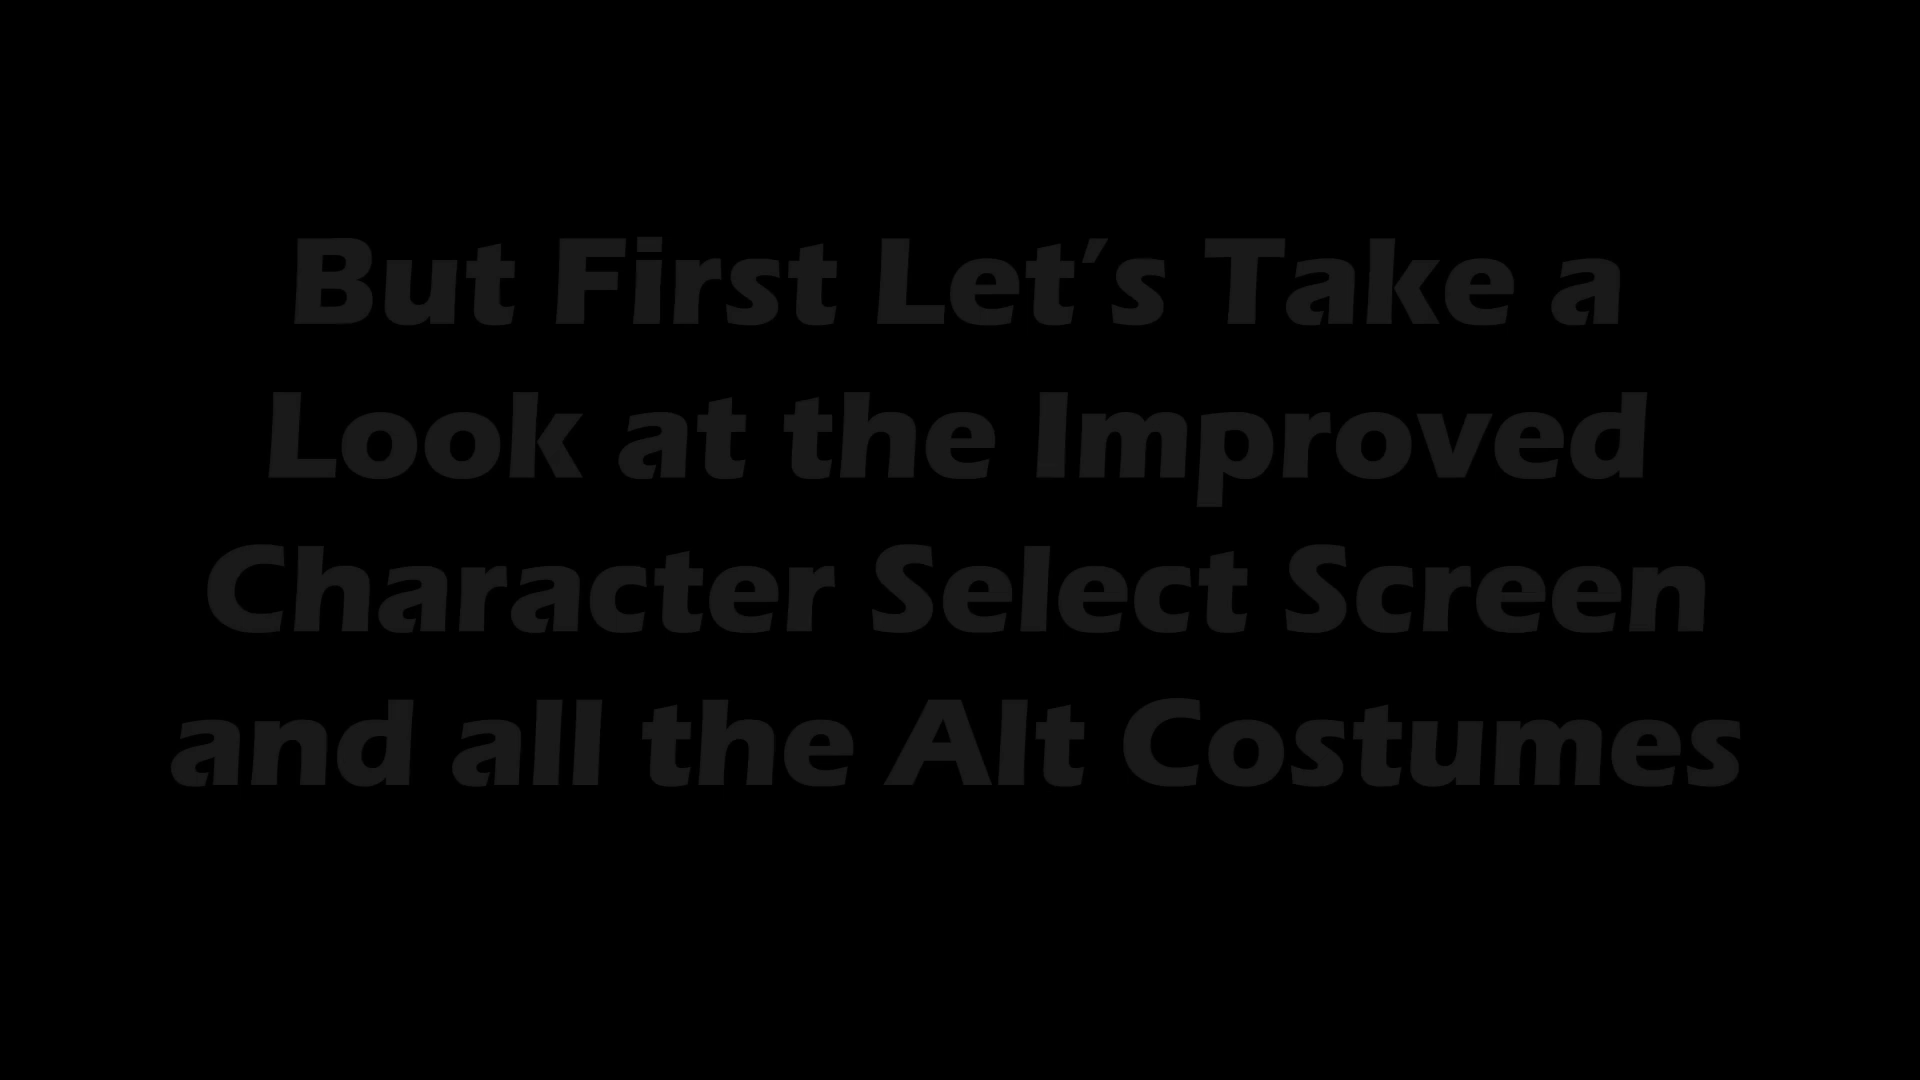 But First Let’s Take a
Look at the Improved
Character Select Screen
and all the Alt Costumes